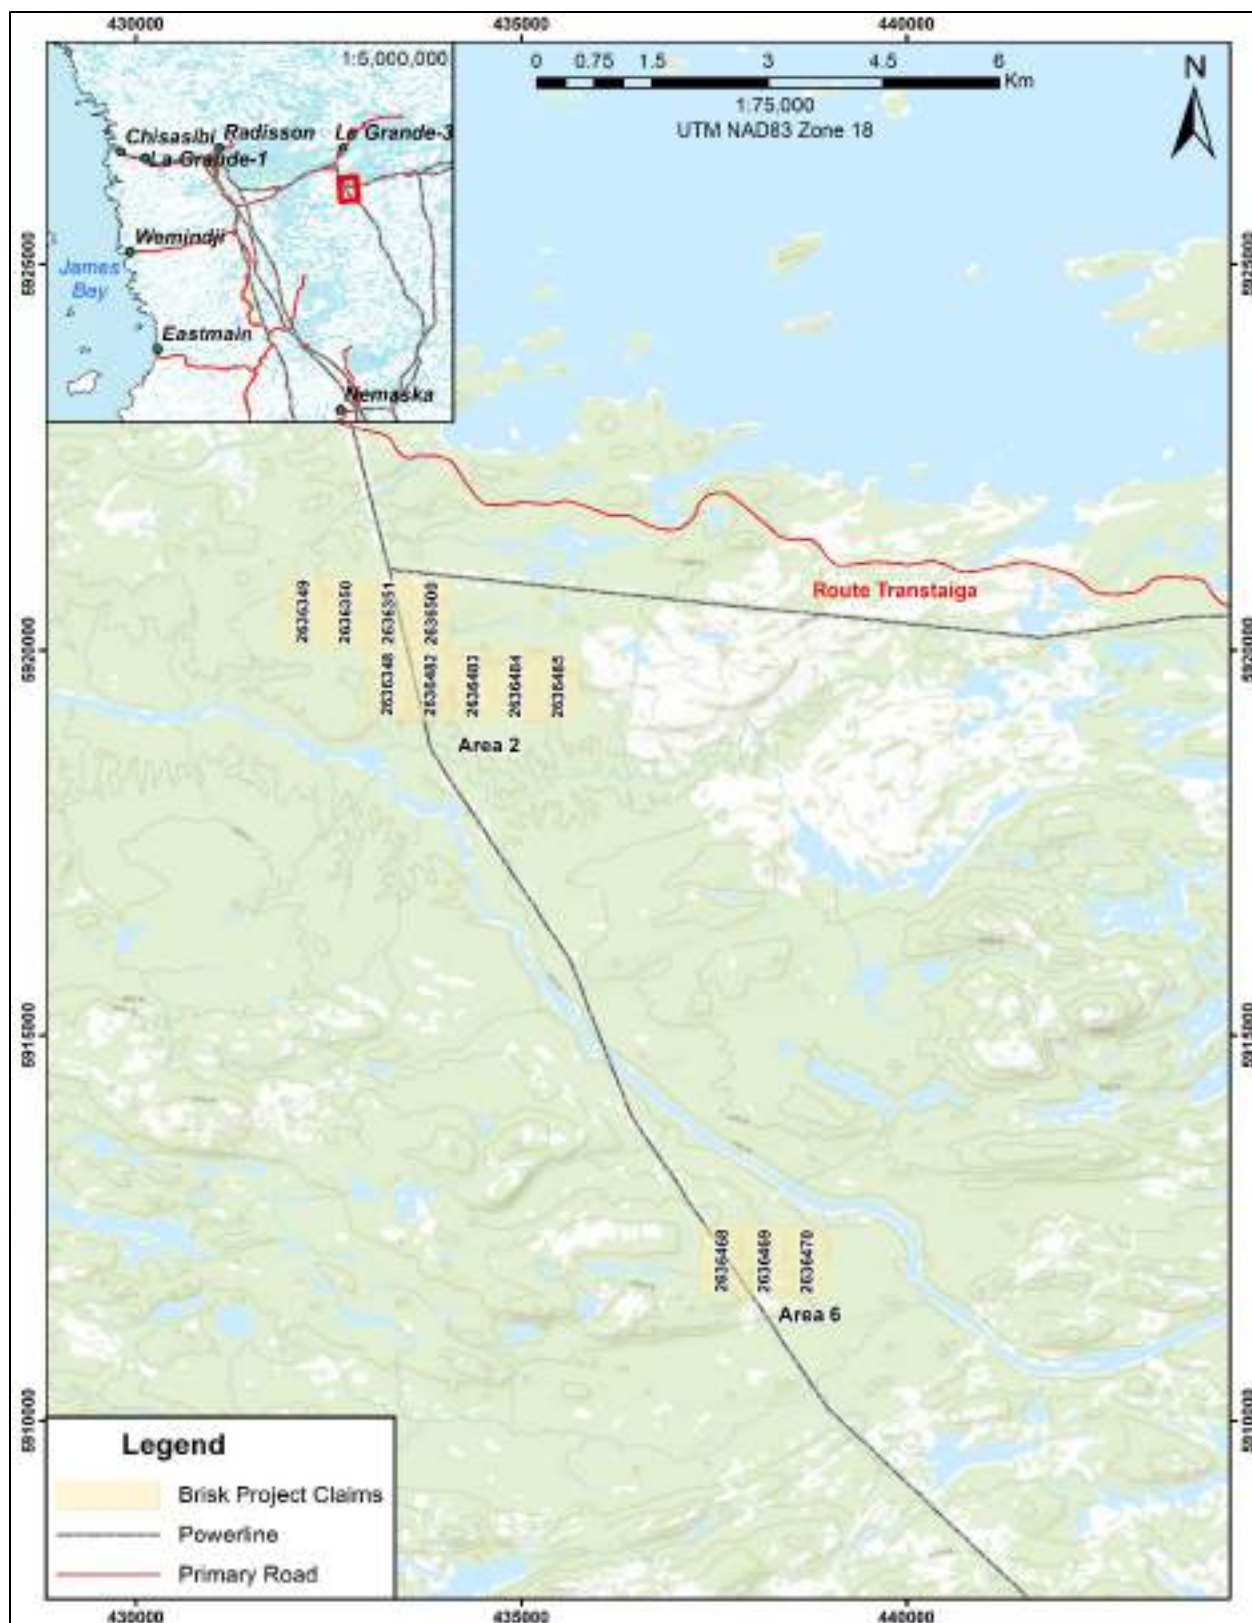 430000 435000 440000
1:5,000,000
Chisasibi
Radisson
La Grande-3
La Grande-1
Wemindji
James
Bay
Eastmain
Nemaska
0 0.75 1.5 3 4.5 6
Km
1:75.000
UTM NAD83 Zone 18
N
5925000 5925000
Route Transtaiga
2636349
2636350
2636351
2636509
5920000 5920000
2636348
2636482
2636483
2636484
2636485
Area 2
5915000 5915000
2636468
2636469
2636470
Area 6
5910000 5910000
Legend
Brisk Project Claims
Powerline
Primary Road
430000 435000 440000